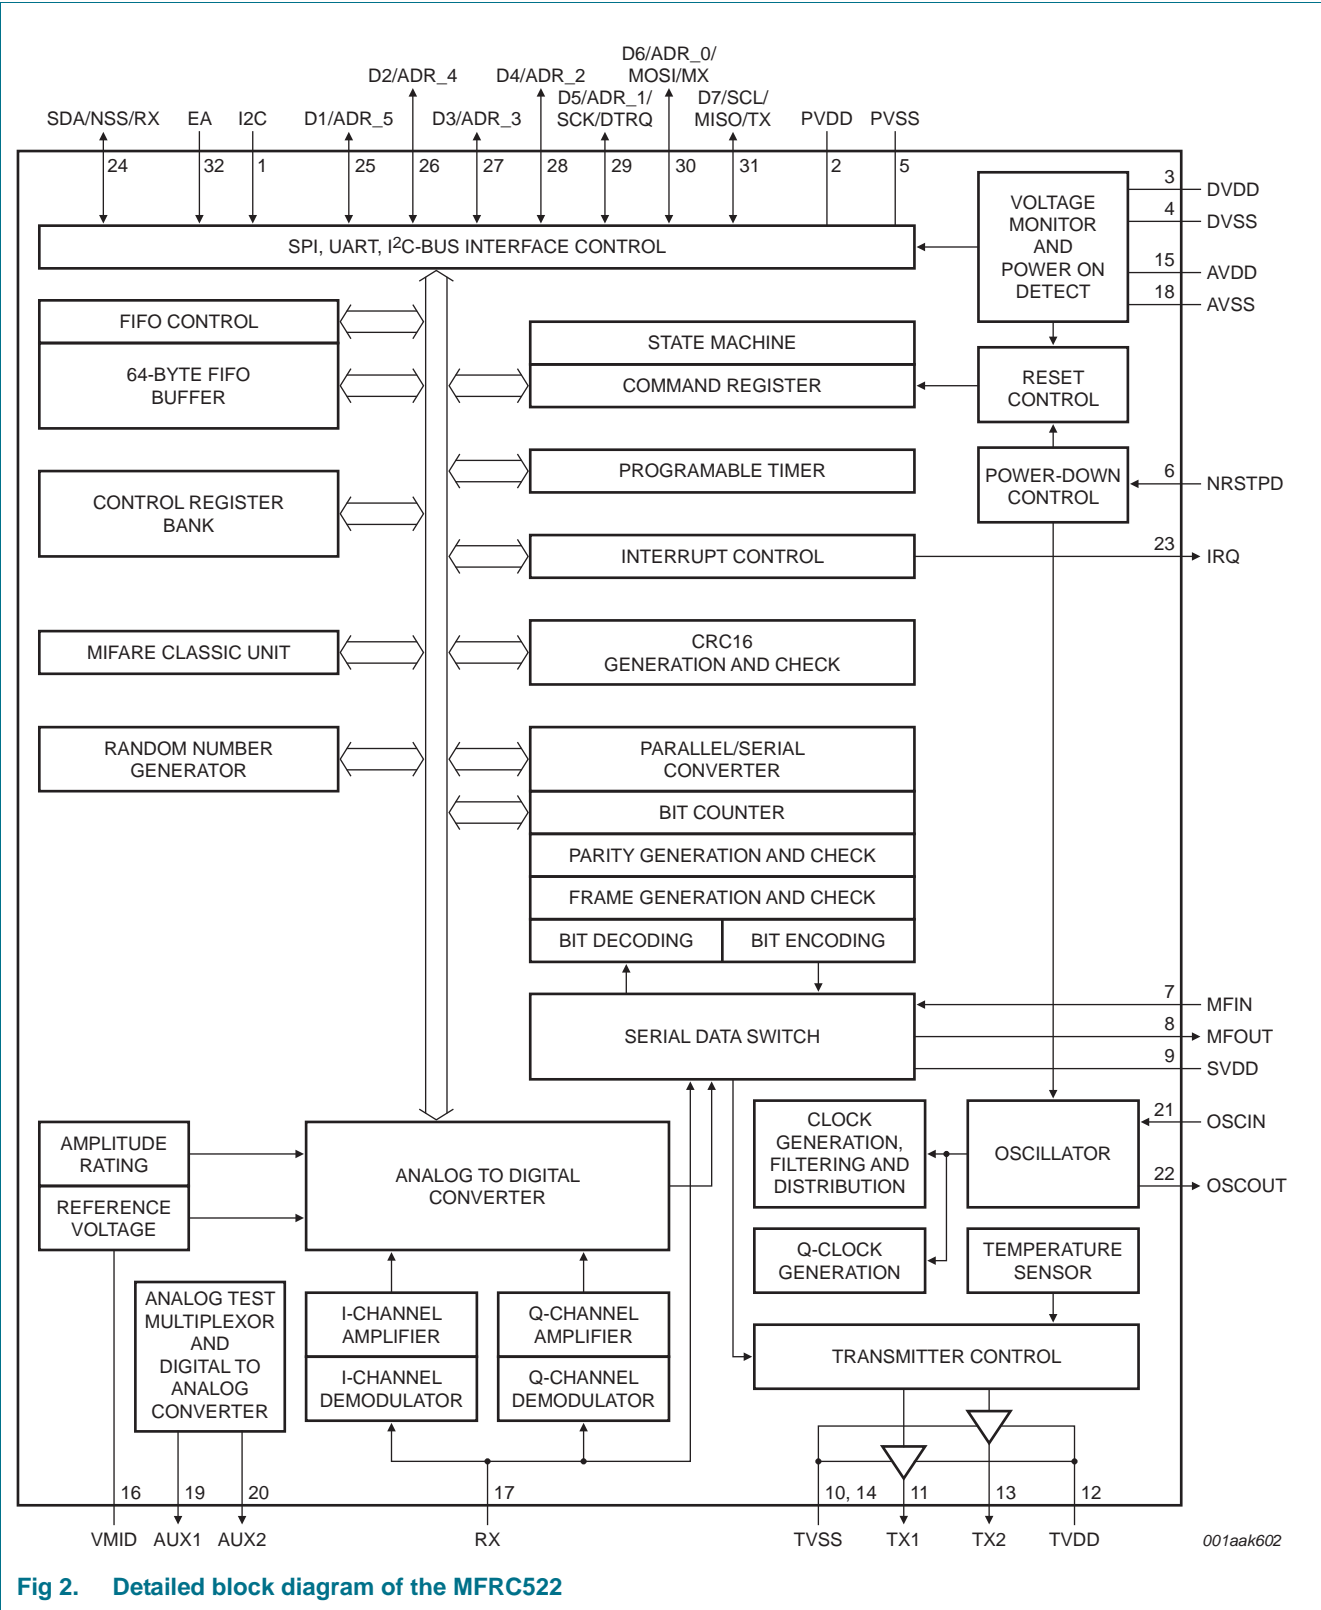 D6/ADR_0/
MOSI/MX
D2/ADR_4
D4/ADR_2
D5/ADR_1/
SCK/DTRQ
D7/SCL/
MISO/TX
SDA/NSS/RX
EA
I2C
D1/ADR_5
D3/ADR_3
PVDD
PVSS
24
32
1
25
26
27
28
29
30
31
2
5
3
DVDD
4
DVSS
15
AVDD
18
AVSS
VOLTAGE
MONITOR
AND
POWER ON
DETECT
SPI, UART, I2C-BUS INTERFACE CONTROL
FIFO CONTROL
64-BYTE FIFO
BUFFER
STATE MACHINE
COMMAND REGISTER
RESET
CONTROL
CONTROL REGISTER
BANK
PROGRAMABLE TIMER
POWER-DOWN
CONTROL
6
NRSTPD
INTERRUPT CONTROL
23
IRQ
MIFARE CLASSIC UNIT
CRC16
GENERATION AND CHECK
RANDOM NUMBER
GENERATOR
PARALLEL/SERIAL
CONVERTER
BIT COUNTER
PARITY GENERATION AND CHECK
FRAME GENERATION AND CHECK
BIT DECODING
BIT ENCODING
SERIAL DATA SWITCH
7
MFIN
8
MFOUT
9
SVDD
AMPLITUDE
RATING
REFERENCE
VOLTAGE
ANALOG TO DIGITAL
CONVERTER
CLOCK
GENERATION,
FILTERING AND
DISTRIBUTION
OSCILLATOR
21
OSCIN
22
OSCOUT
Q-CLOCK
GENERATION
TEMPERATURE
SENSOR
ANALOG TEST
MULTIPLEXOR
AND
DIGITAL TO
ANALOG
CONVERTER
I-CHANNEL
AMPLIFIER
I-CHANNEL
DEMODULATOR
Q-CHANNEL
AMPLIFIER
Q-CHANNEL
DEMODULATOR
TRANSMITTER CONTROL
16
19
20
17
10, 14
11
13
12
VMID
AUX1
AUX2
RX
TVSS
TX1
TX2
TVDD
001aak602
Fig 2. Detailed block diagram of the MFRC522